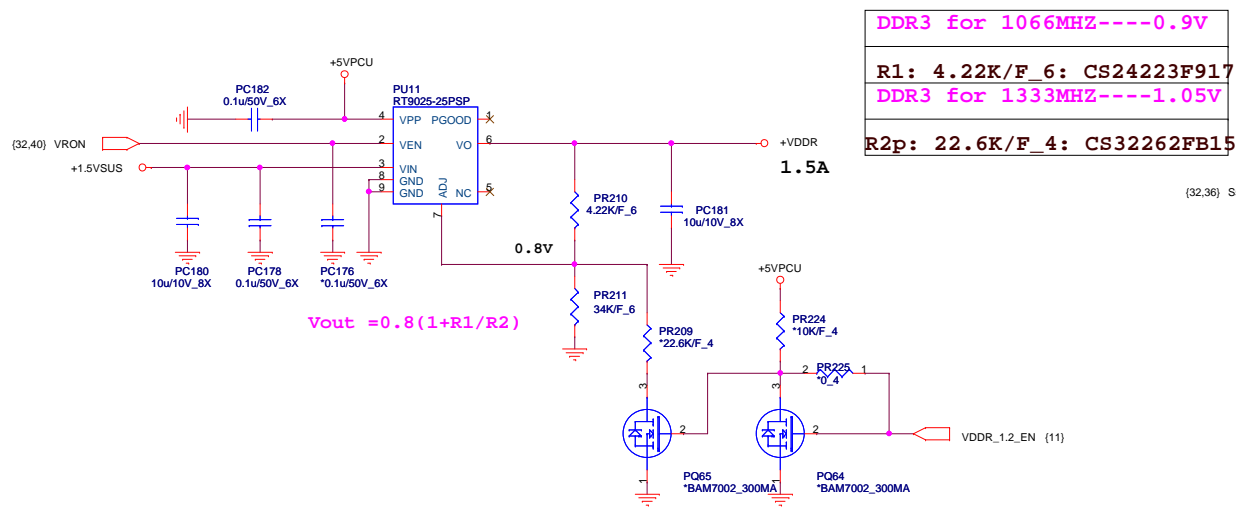 DDR3 for 1066MHZ----0.9V
R1: 4.22K/F_6: CS24223F917
DDR3 for 1333MHZ----1.05V
R2p: 22.6K/F_4: CS32262FB15
{32,36} S
+5VPCU
PC182
0.1u/50V_6X
PU11
RT9025-25PSP
4 VPP PGOOD 1
{32,40} VRON
2 VEN VO 6
+VDDR
1.5A
+1.5VSUS
3 VIN
8 GND
9 GND
ADJ
NC 5
7
PR210
4.22K/F_6
PC181
10u/10V_8X
0.8V
PC180
10u/10V_8X
PC178
0.1u/50V_6X
PC176
*0.1u/50V_6X
PR211
34K/F_6
Vout =0.8(1+R1/R2)
+5VPCU
PR209
*22.6K/F_4
PR224
*10K/F_4
2 PR225 1
*0_4
3
2
1
3
2
1
VDDR_1.2_EN {11}
PQ65
*BAM7002_300MA
PQ64
*BAM7002_300MA